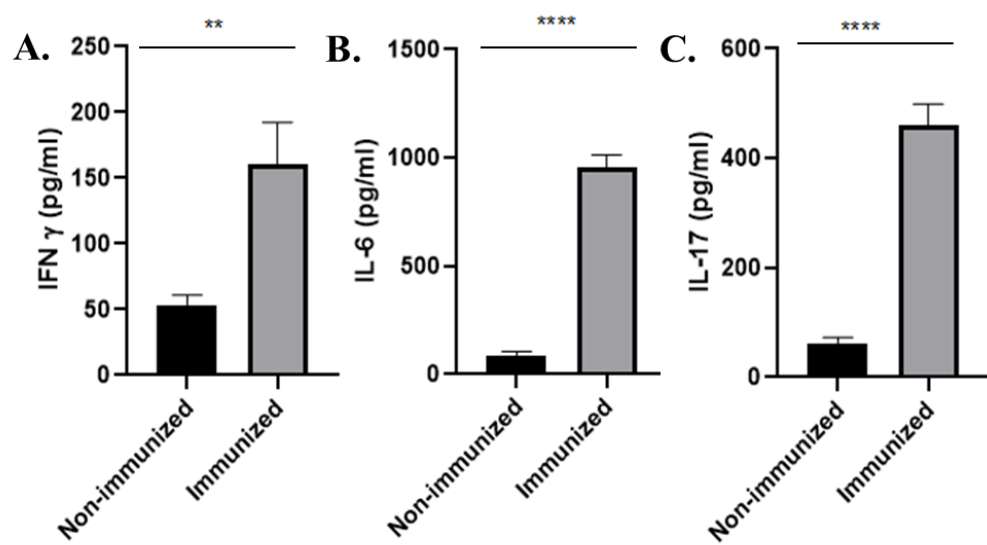 A.
**
250
200
150
100
50
0
IFN γ (pg/ml)
Non-immunized
Immunized
B.
****
1500
1000
500
0
IL-6 (pg/ml)
Non-immunized
Immunized
C.
****
600
400
200
0
IL-17 (pg/ml)
Non-immunized
Immunized